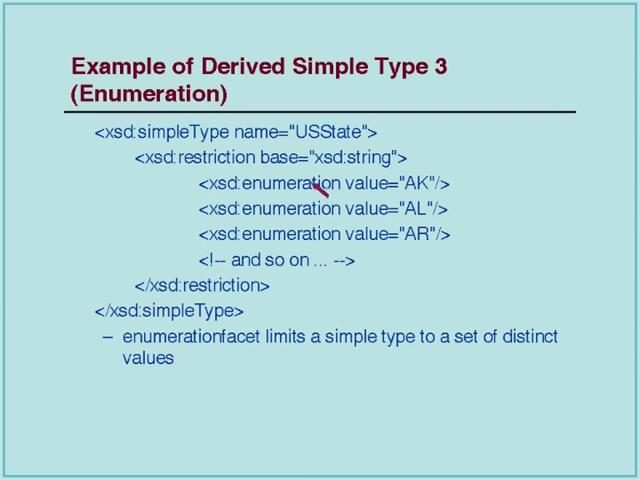 Example of Derived Simple Type 3
(Enumeration)
<xsd:simpleType name="USState">
<xsd:restriction base="xsd:string">
<xsd:enumeration value="AK"/>
<xsd:enumeration value="AL"/>
<xsd:enumeration value="AR"/>
<!-- and so on ... -->
</xsd:restriction>
</xsd:simpleType>
– enumerationfacet limits a simple type to a set of distinct
values